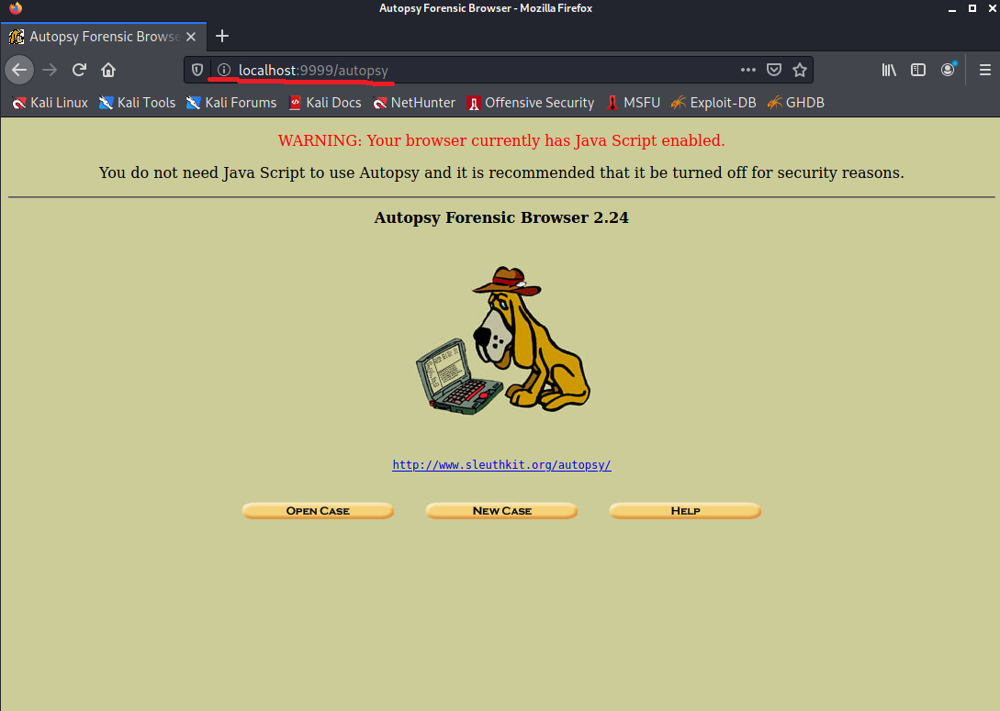 Autopsy Forensic Browser - Mozilla Firefox
Autopsy Forensic Browse
localhost:9999/autopsy
Kali Linux Kali Tools Kali Forums Kali Docs NetHunter Offensive Security MSFU Exploit-DB GHDB
WARNING: Your browser currently has Java Script enabled.
You do not need Java Script to use Autopsy and it is recommended that it be turned off for security reasons.
Autopsy Forensic Browser 2.24
http://www.sleuthkit.org/autopsy/
OPEN CASE NEW CASE HELP